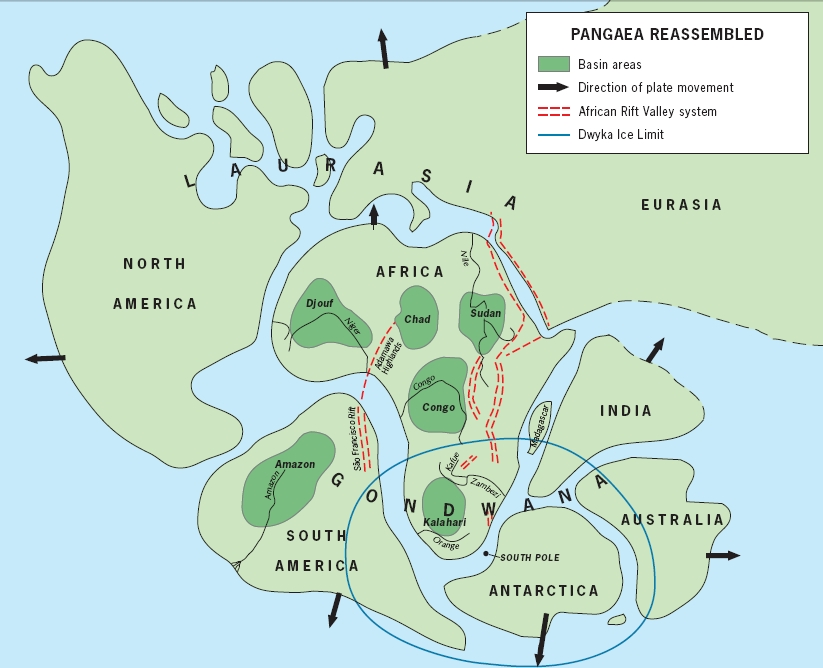 PANGAEA REASSEMBLED
Basin areas
Direction of plate movement
African Rift Valley system
Dwyka Ice Limit
LAURASIA
EURASIA
NORTH
AMERICA
AFRICA
Nile
Djouf
Niger
Chad
Sudan
Adamawa
Highlands
Congo
Congo
São Francisco Rift
Madagascar
INDIA
Amazon
Amazon
GONDWANA
Kafue
Zambezi
Kalahari
Orange
SOUTH
AMERICA
AUSTRALIA
SOUTH POLE
ANTARCTICA